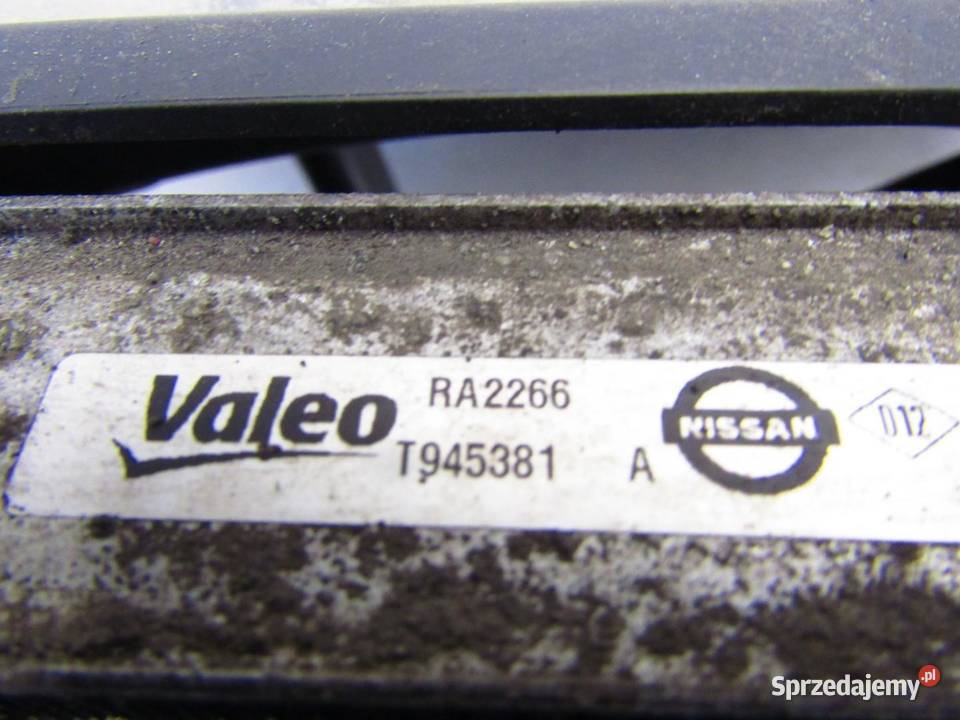 Valeo RA2266
T945381 A
NISSAN
D12
Sprzedajemy.pl